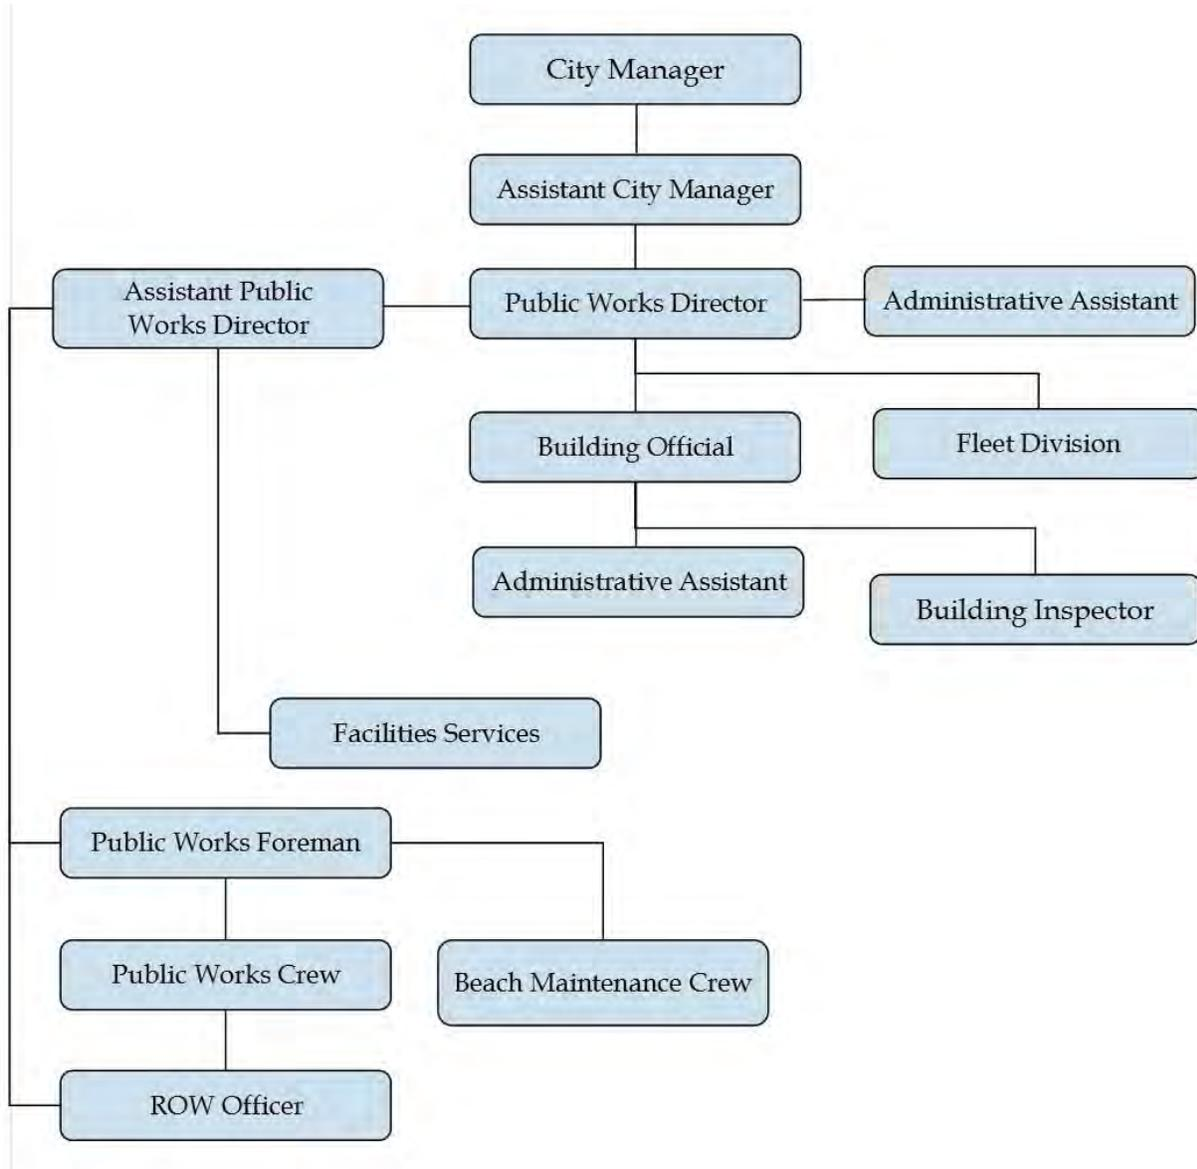 City Manager
Assistant City Manager
Assistant Public
Works Director
Public Works Director
Administrative Assistant
Building Official
Fleet Division
Administrative Assistant
Building Inspector
Facilities Services
Public Works Foreman
Public Works Crew
Beach Maintenance Crew
ROW Officer